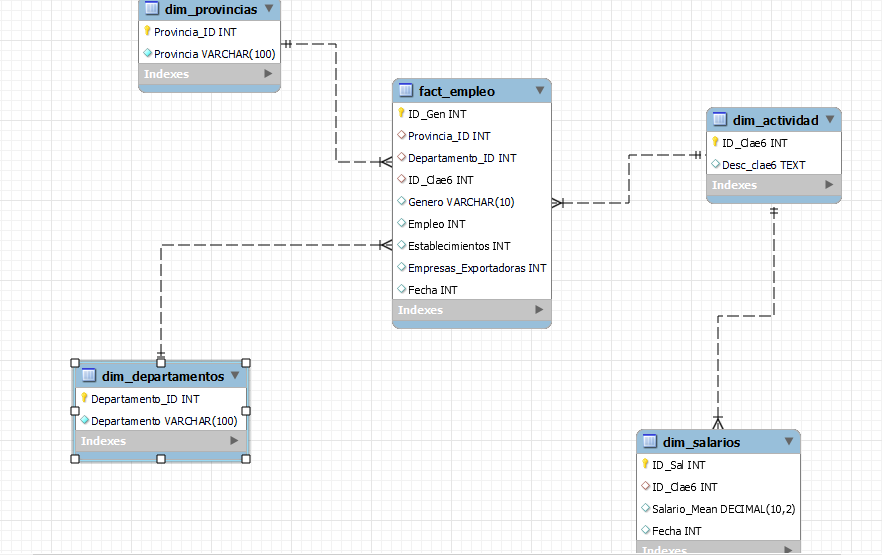 dim_provincias
Provincia_ID INT
Provincia VARCHAR(100)
Indexes
fact_empleo
ID_Gen INT
Provincia_ID INT
Departamento_ID INT
ID_Clae6 INT
Genero VARCHAR(10)
Empleo INT
Establecimientos INT
Empresas_Exportadoras INT
Fecha INT
Indexes
dim_actividad
ID_Clae6 INT
Desc_clae6 TEXT
Indexes
dim_departamentos
Departamento_ID INT
Departamento VARCHAR(100)
Indexes
dim_salarios
ID_Sal INT
ID_Clae6 INT
Salario_Mean DECIMAL(10,2)
Fecha INT
Indexes